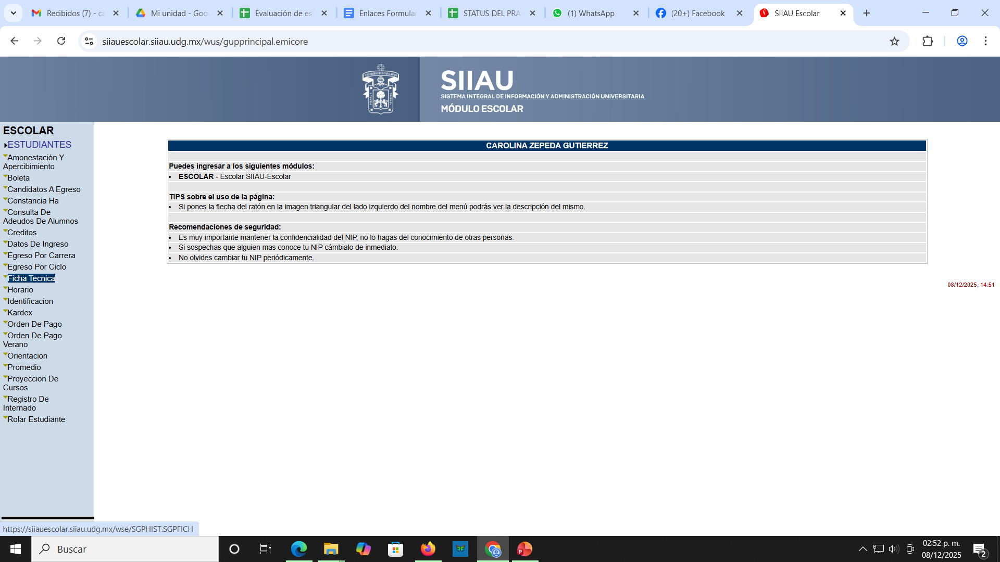 Recibidos (7) - ca
Mi unidad - Goo
Evaluación de es
Enlaces Formular
STATUS DEL PRA
(1) WhatsApp
(20+) Facebook
SIIAU Escolar
siiauescolar.siiau.udg.mx/wus/gupprincipal.emicore
SIIAU
SISTEMA INTEGRAL DE INFORMACIÓN Y ADMINISTRACIÓN UNIVERSITARIA
MÓDULO ESCOLAR
ESCOLAR
ESTUDIANTES
Amonestación Y
Apercibimiento
Boleta
Candidatos A Egreso
Constancia Ha
Consulta De
Adeudos De Alumnos
Creditos
Datos De Ingreso
Egreso Por Carrera
Egreso Por Ciclo
Ficha Tecnica
Horario
Identificacion
Kardex
Orden De Pago
Orden De Pago
Verano
Orientacion
Promedio
Proyeccion De
Cursos
Registro De
Internado
Rolar Estudiante
CAROLINA ZEPEDA GUTIERREZ
Puedes ingresar a los siguientes módulos:
• ESCOLAR - Escolar SIIAU-Escolar
TIPS sobre el uso de la página:
• Si pones la flecha del ratón en la imagen triangular del lado izquierdo del nombre del menú podrás ver la descripción del mismo.
Recomendaciones de seguridad:
• Es muy importante mantener la confidencialidad del NIP, no lo hagas del conocimiento de otras personas.
• Si sospechas que alguien mas conoce tu NIP cámbialo de inmediato.
• No olvides cambiar tu NIP periódicamente.
08/12/2025, 14:51
https://siiauescolar.siiau.udg.mx/wse/SGPHIST.SGPFICH
Buscar
02:52 p. m.
08/12/2025
2